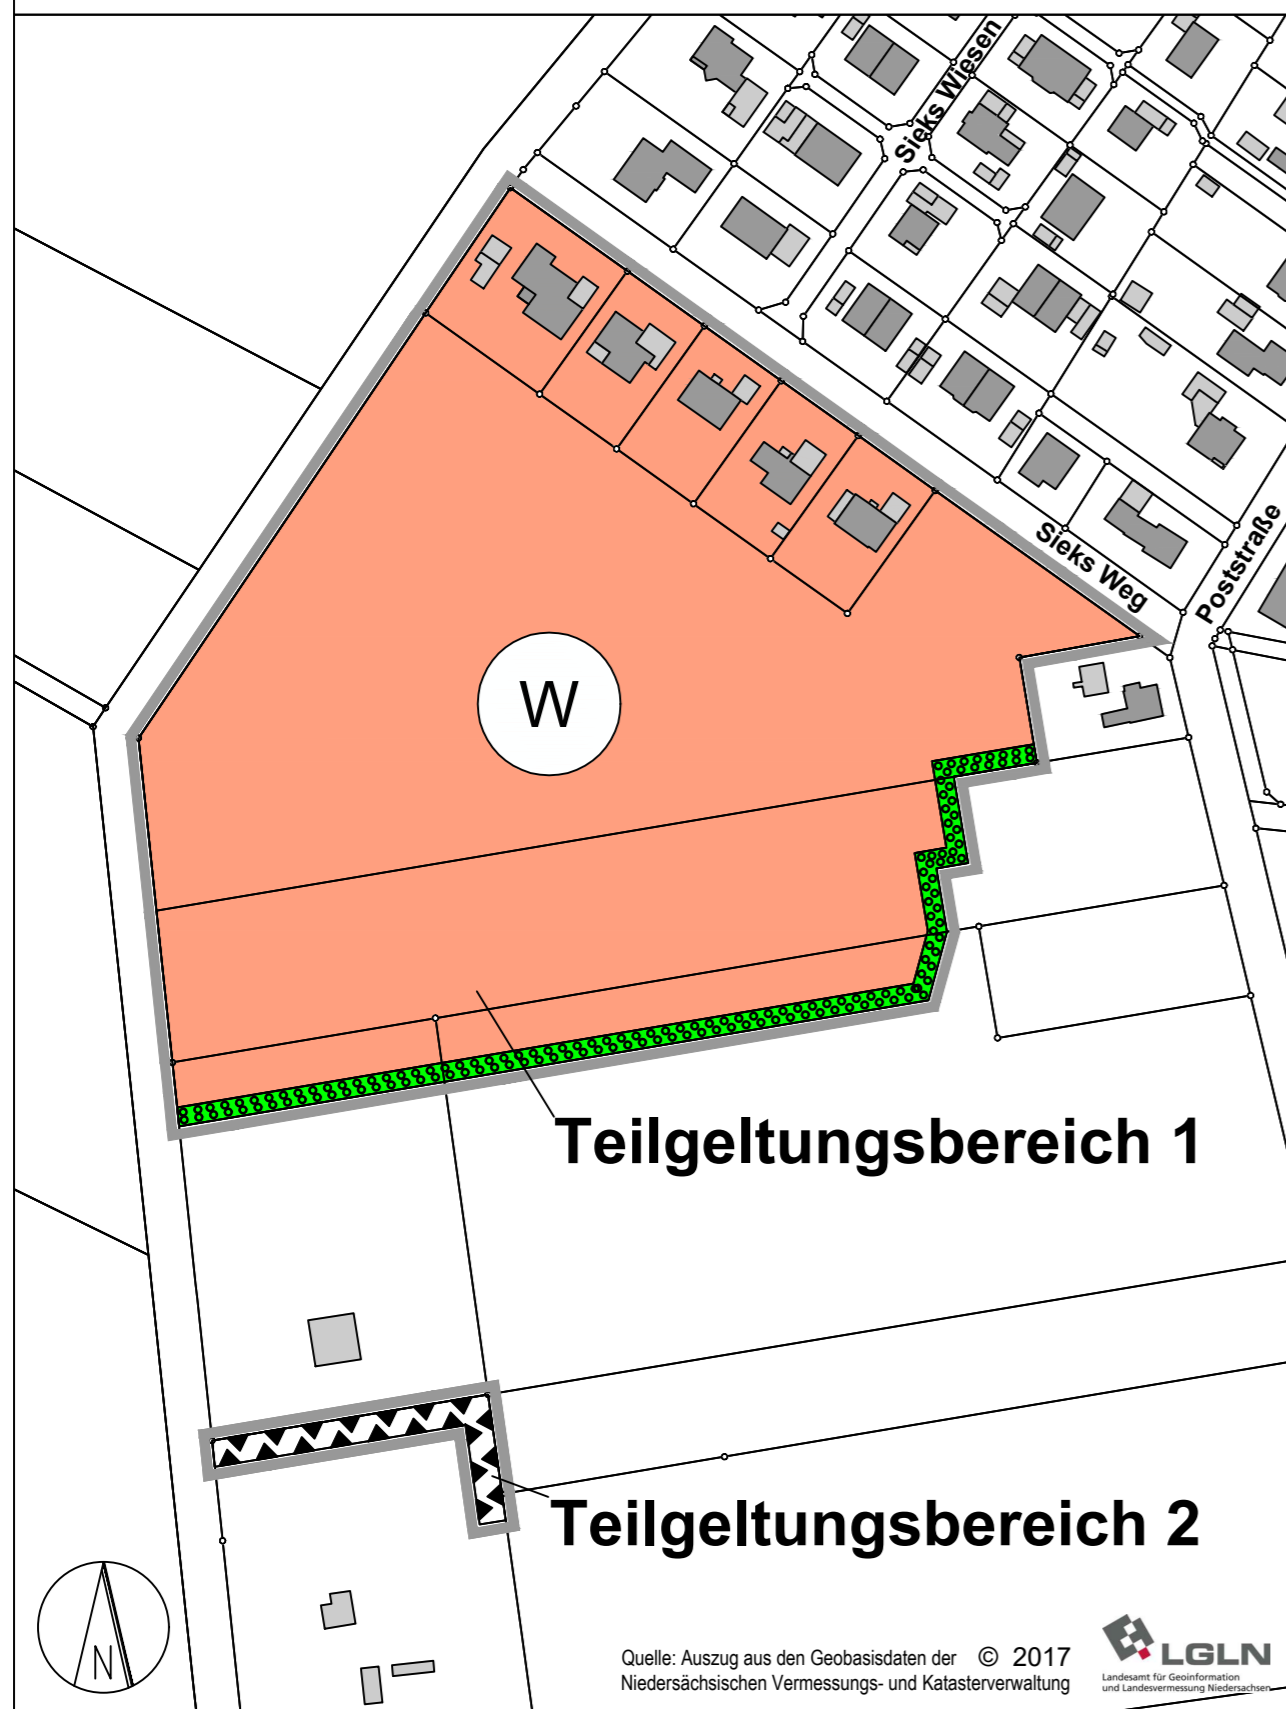 Sieks Wiesen
Sieks Weg
Poststraße
W
Teilgeltungsbereich 1
Teilgeltungsbereich 2
N
Quelle: Auszug aus den Geobasisdaten der © 2017
Niedersächsischen Vermessungs- und Katasterverwaltung
LGLN
Landesamt für Geoinformation
und Landesvermessung Niedersachsen